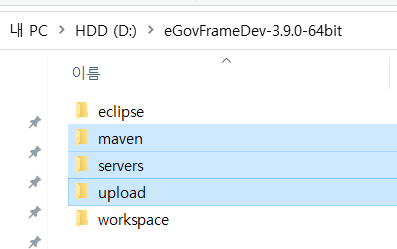 내 PC > HDD (D:) > eGovFrameDev-3.9.0-64bit
이름
eclipse
maven
servers
upload
workspace